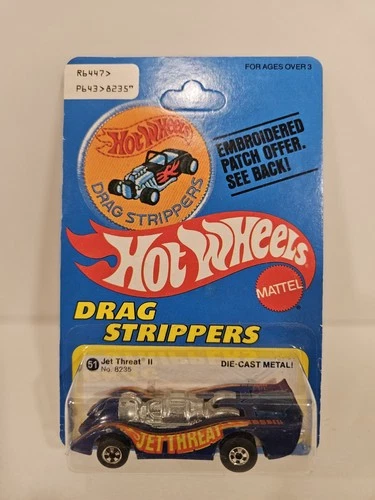 R6447>
P643>8235"
FOR AGES OVER 3
Hot Wheels
DRAG STRIPPERS
EMBROIDERED
PATCH OFFER.
SEE BACK!
Hot Wheels
MATTEL
DRAG
STRIPPERS
51 Jet Threat II
No. 8235
DIE-CAST METAL!
JET THREAT